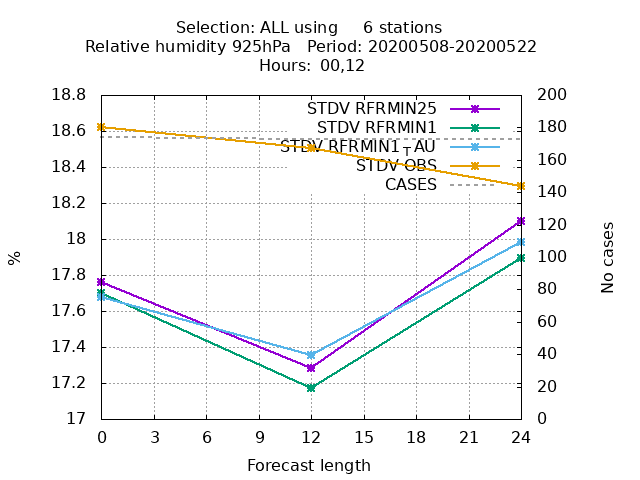 Selection: ALL using 6 stations
Relative humidity 925hPa Period: 20200508-20200522
Hours: 00,12
18.8
18.6
18.4
18.2
18
17.8
17.6
17.4
17.2
17
%
STDV RFRMIN25
STDV RFRMIN1
STDV RFRMIN1_TAU
STDV OBS
CASES
200
180
160
140
120
100
80
60
40
20
0
No cases
0 3 6 9 12 15 18 21 24
Forecast length